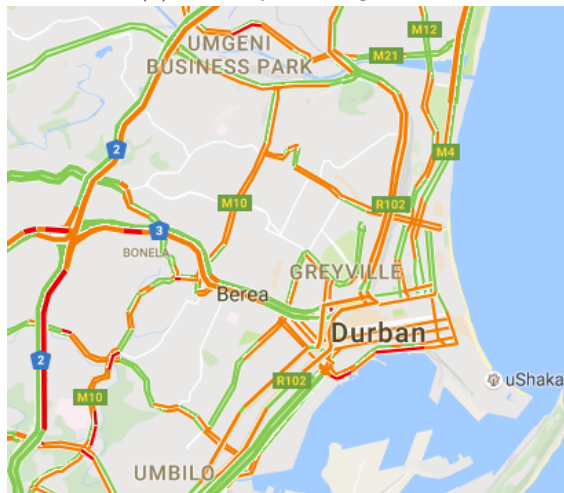 UMGENI
BUSINESS PARK
M12
M21
2
M4
M10
R102
3
BONELA
GREYVILLE
Berea
Durban
2
R102
uShaka
M10
UMBILO